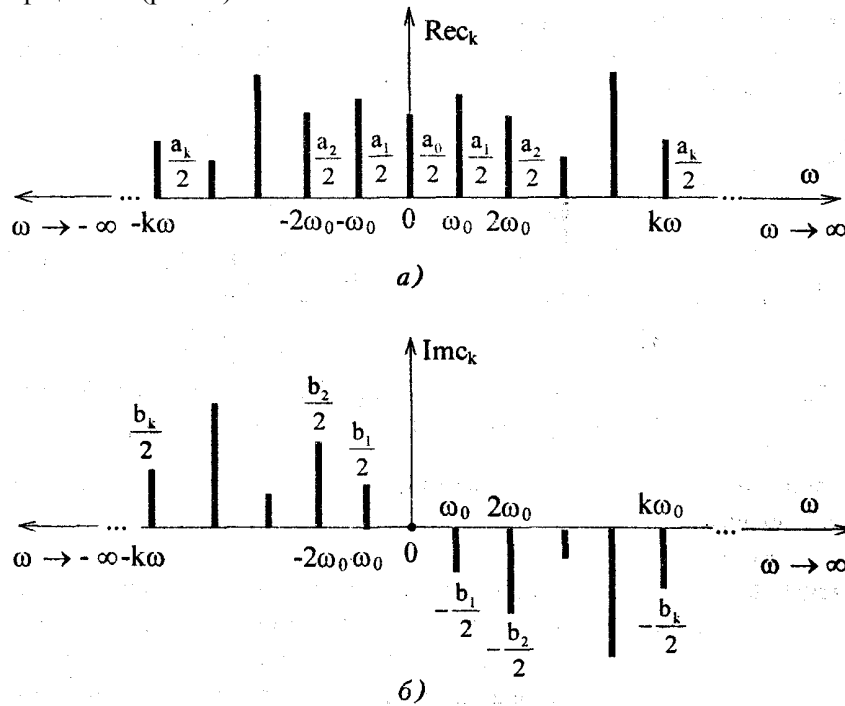 Rec_k
a_k/2 a_2/2 a_1/2 a_0/2 a_1/2 a_2/2 a_k/2 ω
... ...
ω → - ∞ -kω -2ω_0 -ω_0 0 ω_0 2ω_0 kω ω → ∞
а)
Imc_k
b_k/2 b_2/2 b_1/2
ω_0 2ω_0 kω_0 ω
... ...
ω → - ∞ -kω -2ω_0 ω_0 0 ω → ∞
-b_1/2 -b_2/2 -b_k/2
б)